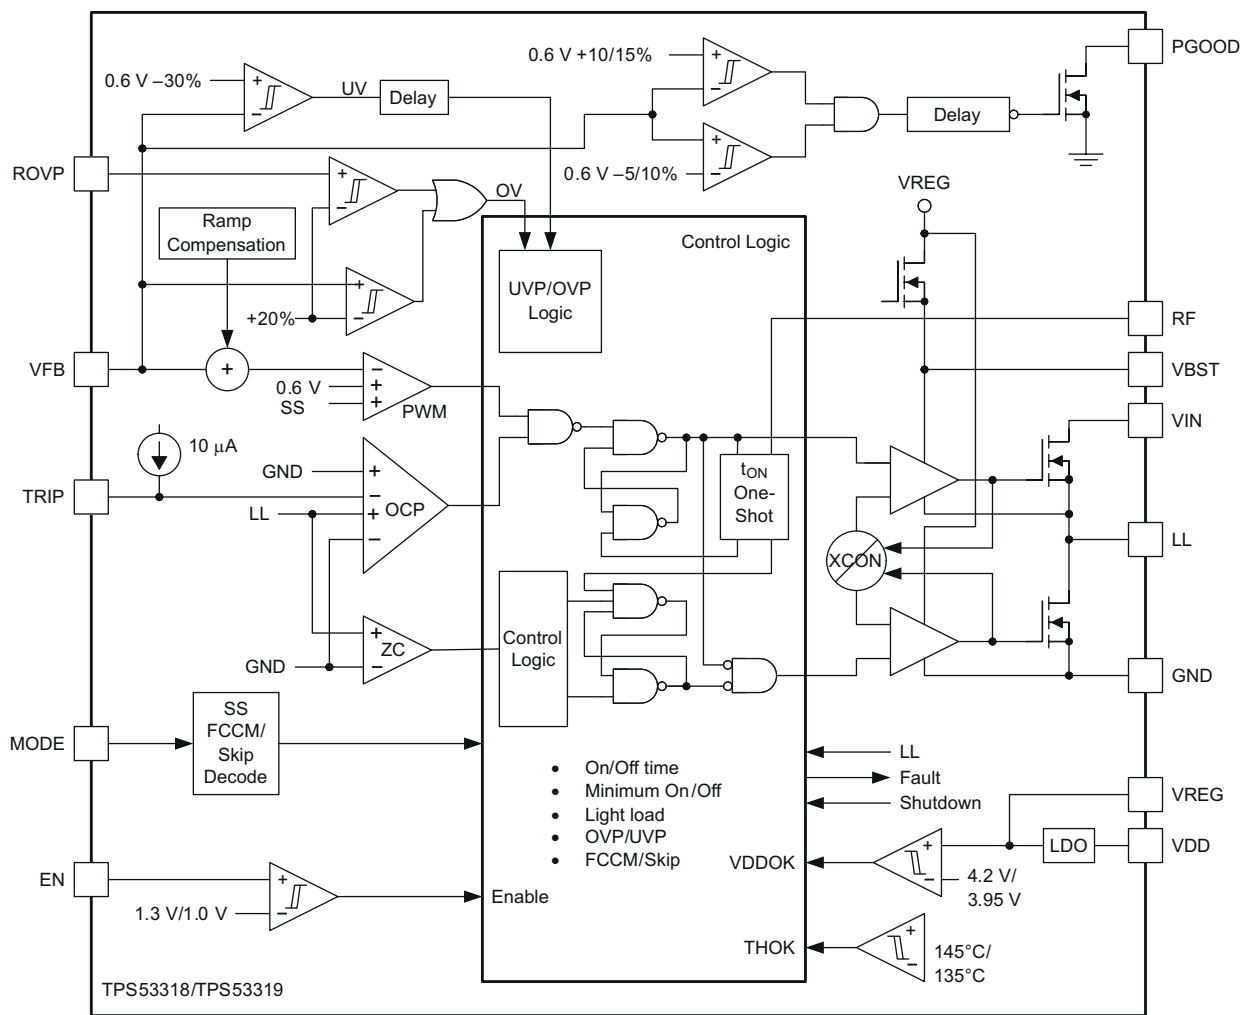 PGOOD
0.6 V +10/15%
0.6 V –30%
UV
Delay
Delay
0.6 V –5/10%
ROVP
VREG
OV
Ramp
Compensation
Control Logic
UVP/OVP
Logic
+20%
RF
VFB
+
VBST
0.6 V
SS
PWM
VIN
10 μA
GND
TRIP
OCP
LL
tON
One-
Shot
LL
XCON
ZC
GND
Control
Logic
GND
SS
FCCM/
Skip
Decode
MODE
• On/Off time
• Minimum On/Off
• Light load
• OVP/UVP
• FCCM/Skip
LL
Fault
Shutdown
VREG
VDD
LDO
VDDOK
4.2 V/
3.95 V
EN
1.3 V/1.0 V
Enable
THOK
145°C/
135°C
TPS53318/TPS53319